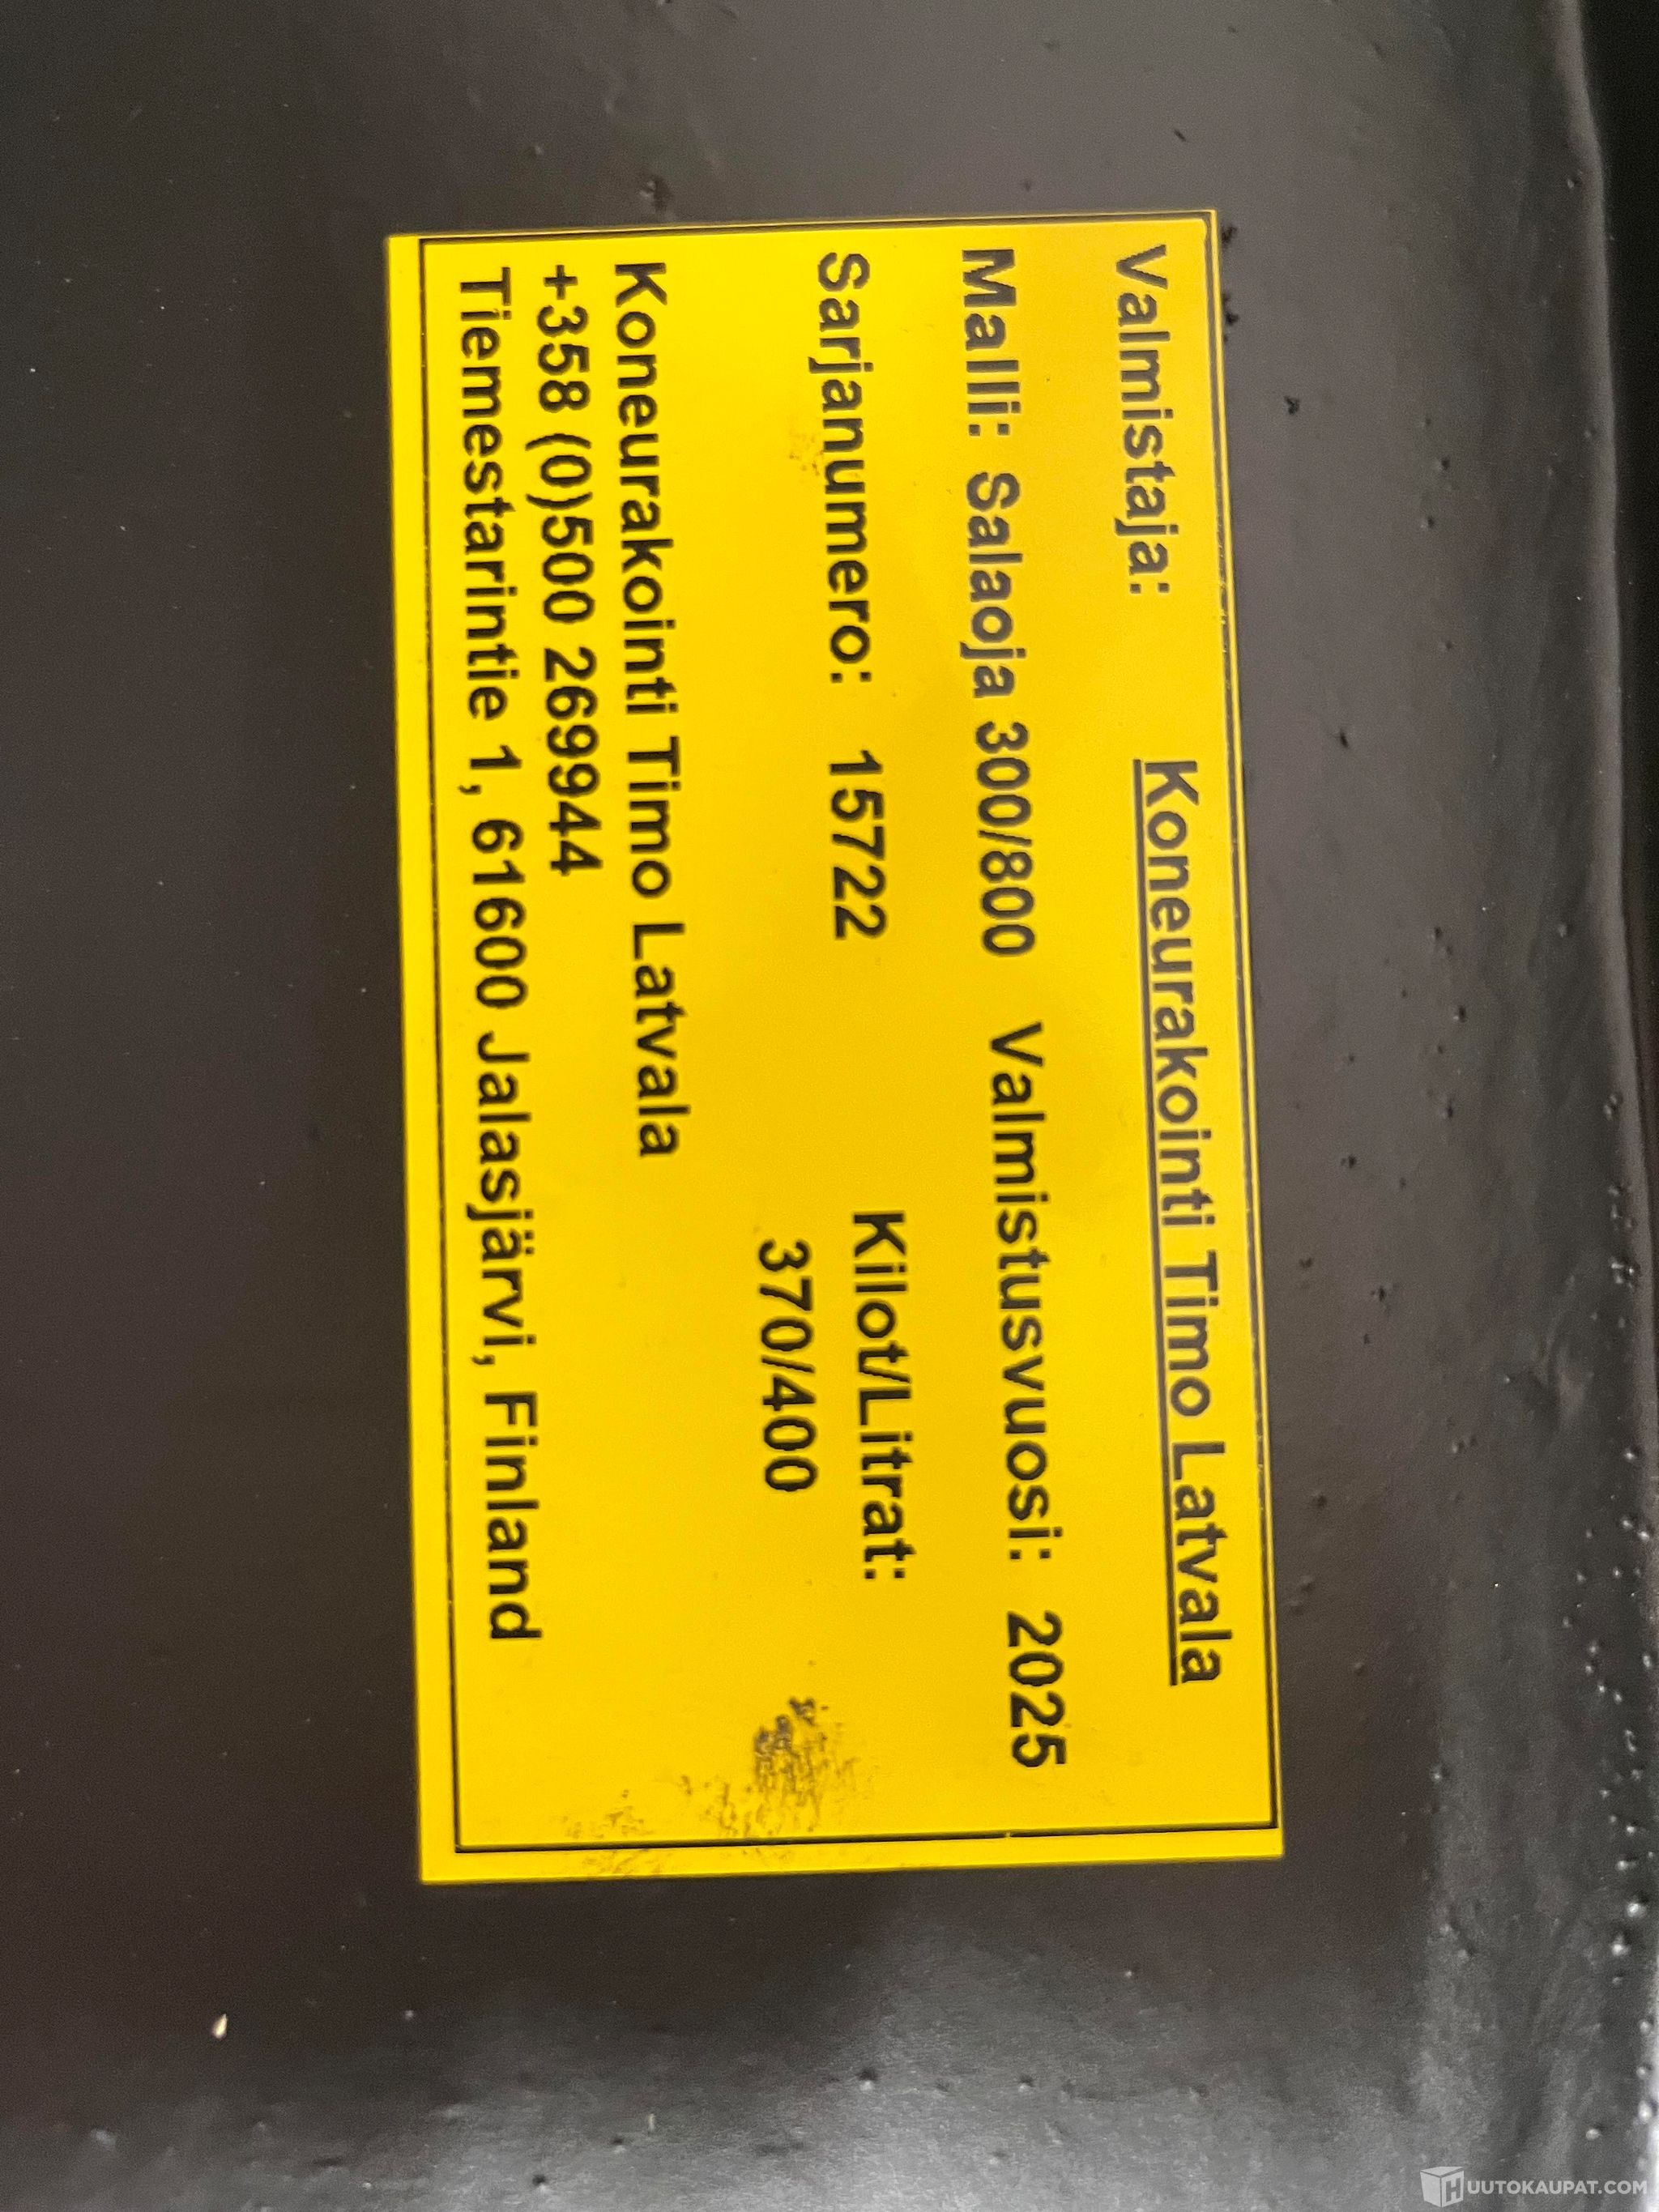 Valmistaja: Koneurakointi Timo Latvala
Malli: Salaoja 300/800 Valmistusvuosi: 2025
Sarjanumero: 15722 Kilot/Litrat:
370/400
Koneurakointi Timo Latvala
+358 (0)500 269944
Tiemestarintie 1, 61600 Jalasjärvi, Finland
HUUTOKAUPAT.COM